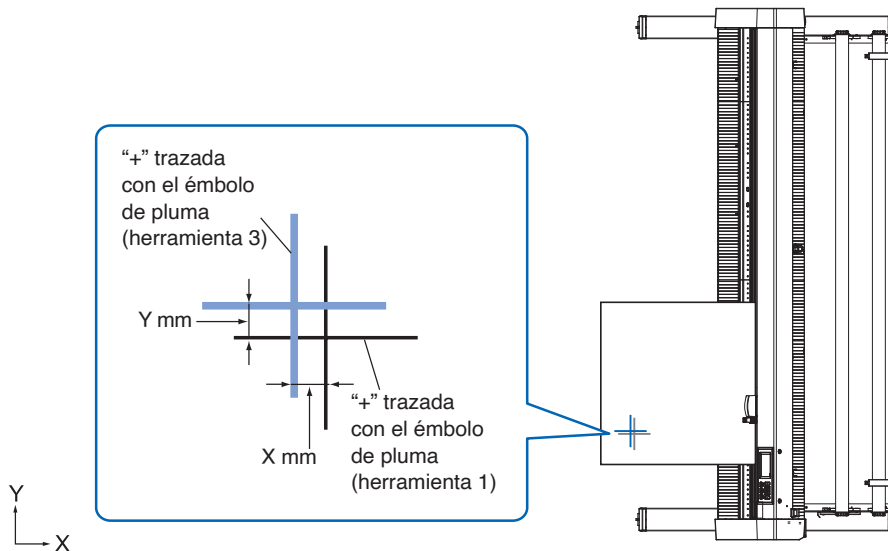 “+” trazada
con el émbolo
de pluma
(herramienta 3)
Y mm
X mm
“+” trazada
con el émbolo
de pluma
(herramienta 1)
Y
X